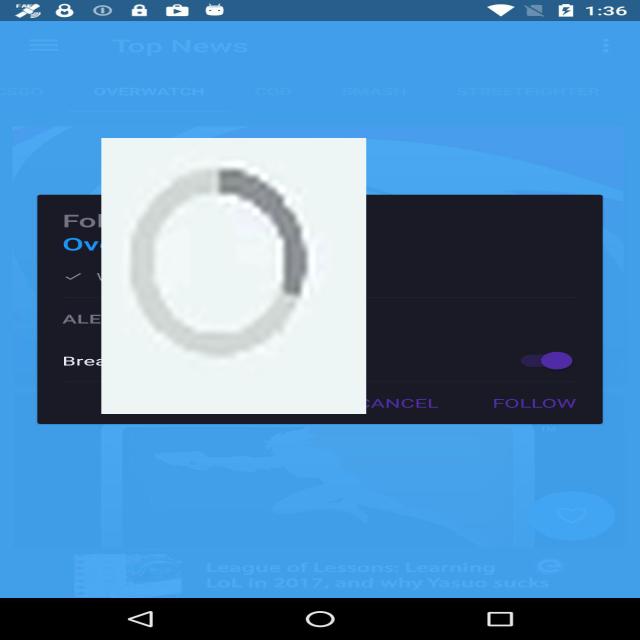 1:36
Top News
CSGO OVERWATCH COD SMASH STREETFIGHTER
Fol
Ov
ALE
Brea
CANCEL FOLLOW
TM
League of Lessons: Learning
LoL in 2017, and why Yasuo sucks